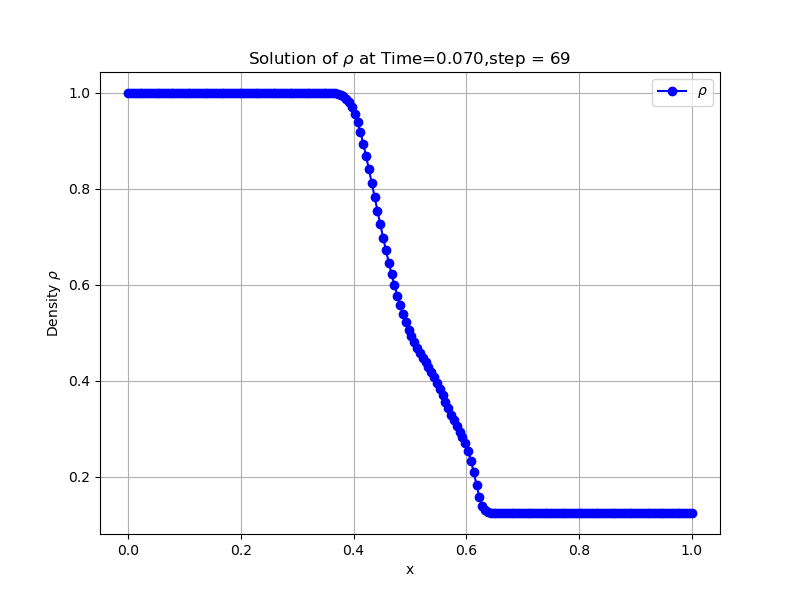 Solution of ρ at Time=0.070,step = 69
ρ
1.0
0.8
0.6
0.4
0.2
Density ρ
0.0 0.2 0.4 0.6 0.8 1.0
x